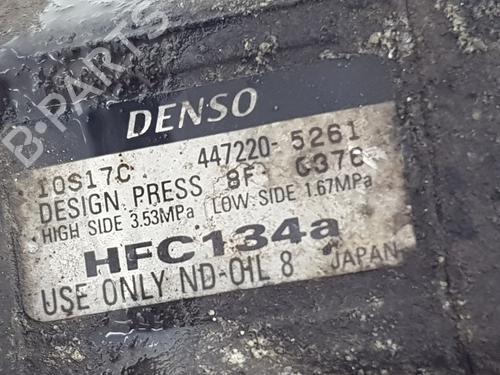 B-PARTS
DENSO
10S17C 447220-5261
DESIGN PRESS 8F G376
HIGH SIDE 3.53MPa LOW SIDE 1.67MPa
HFC134a
USE ONLY ND-OIL 8 JAPAN